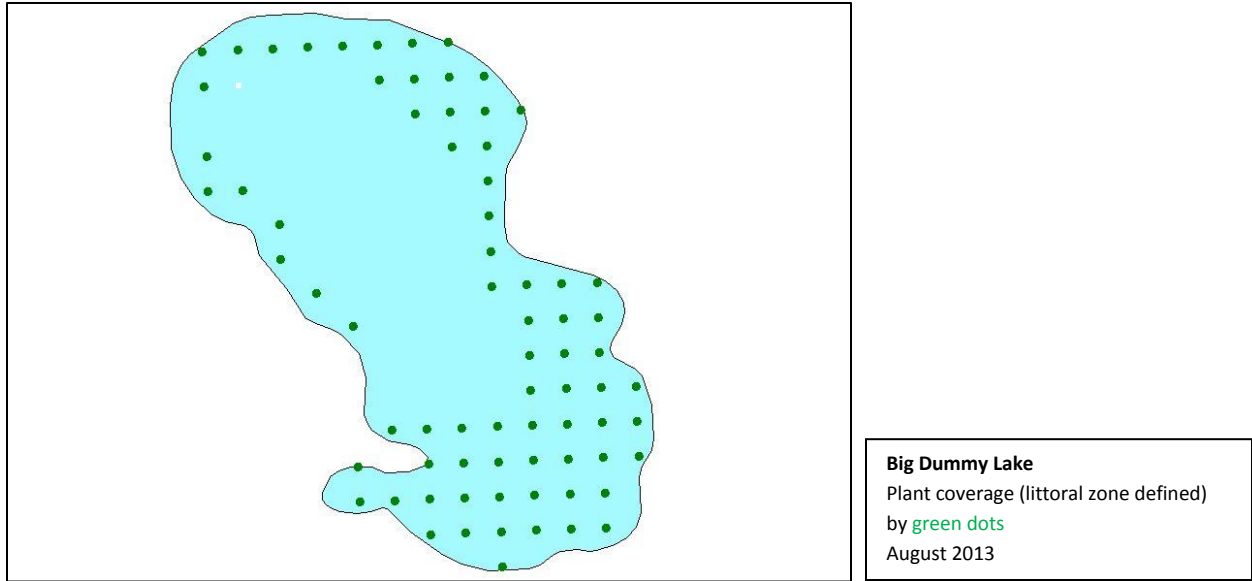 Big Dummy Lake
Plant coverage (littoral zone defined)
by green dots
August 2013